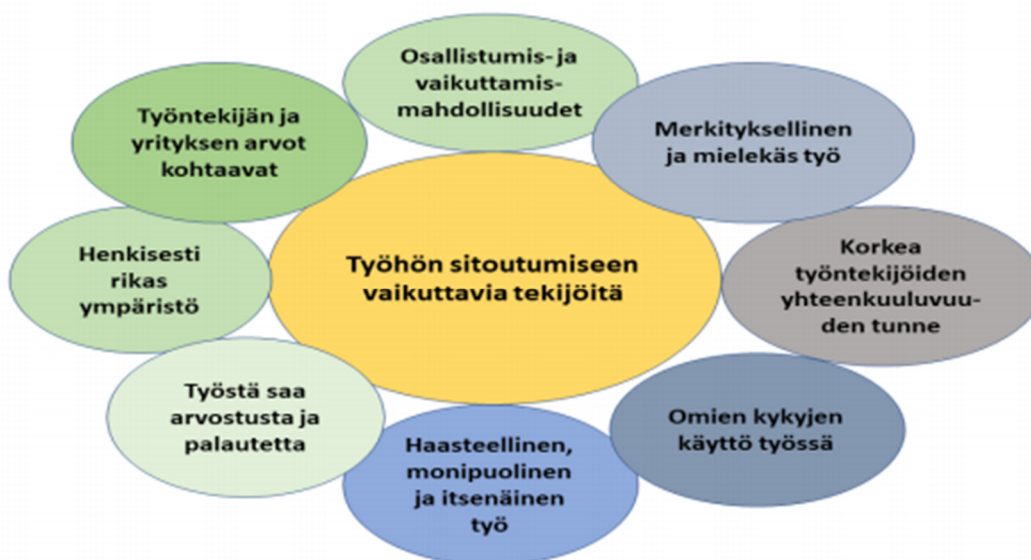 Osallistumis- ja
vaikuttamis-
mahdollisuudet
Työntekijän ja
yrityksen arvot
kohtaavat
Merkityksellinen
ja mielekäs työ
Henkisesti
rikas
ympäristö
Työhön sitoutumiseen
vaikuttavia tekijöitä
Korkea
työntekijöiden
yhteenkuuluvuu-
den tunne
Työstä saa
arvostusta ja
palautetta
Haasteellinen,
monipuolinen
ja itsenäinen
työ
Omien kykyjen
käyttö työssä